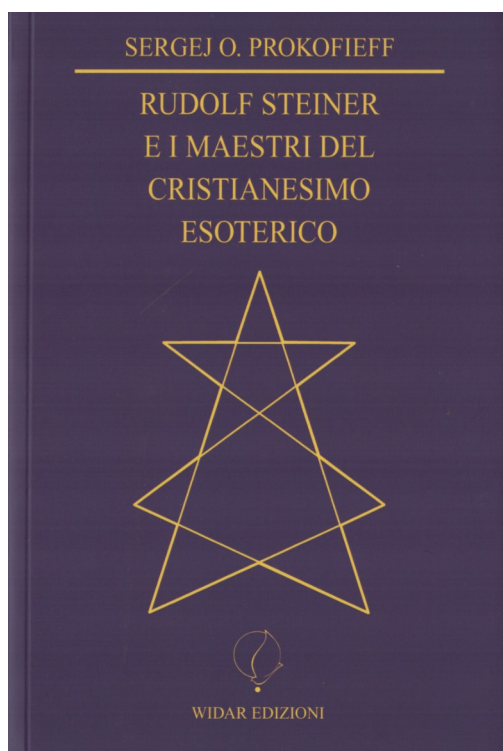 SERGEJ O. PROKOFIEFF
RUDOLF STEINER
E I MAESTRI DEL
CRISTIANESIMO
ESOTERICO
WIDAR EDIZIONI